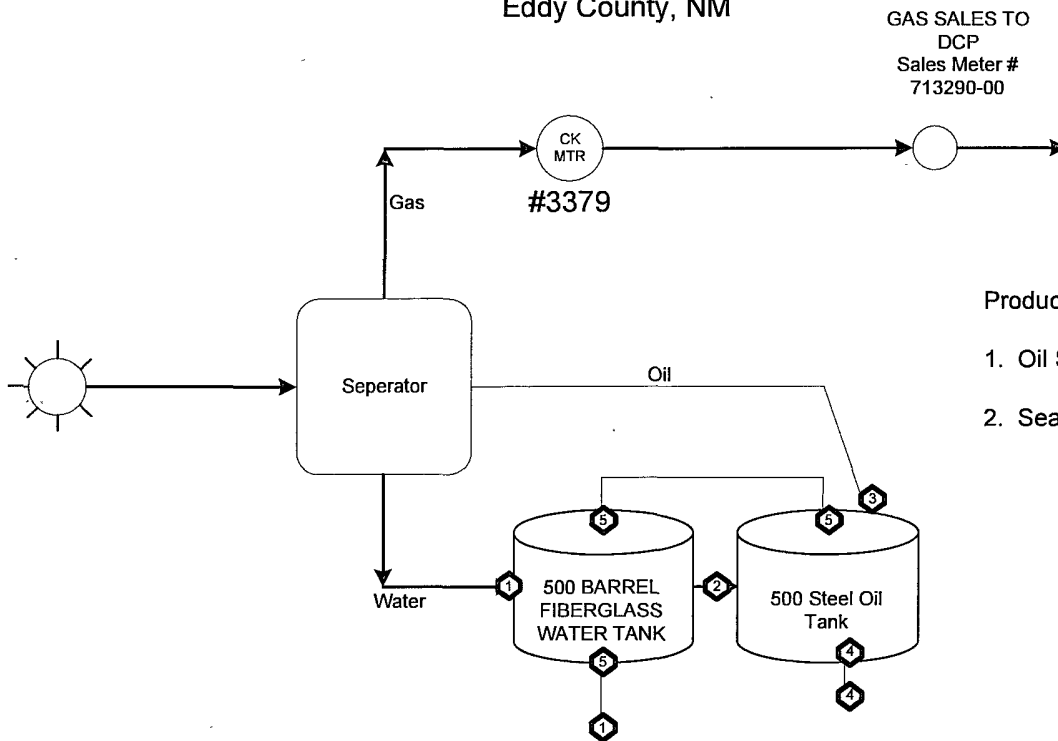 Eddy County, NM
GAS SALES TO
DCP
Sales Meter #
713290-00
CK
MTR
#3379
Gas
Seperator
Oil
1. Oil
2.
3
5
5
1
2
Water
500 BARREL
FIBERGLASS
WATER TANK
500 Steel Oil
Tank
5
4
4
1